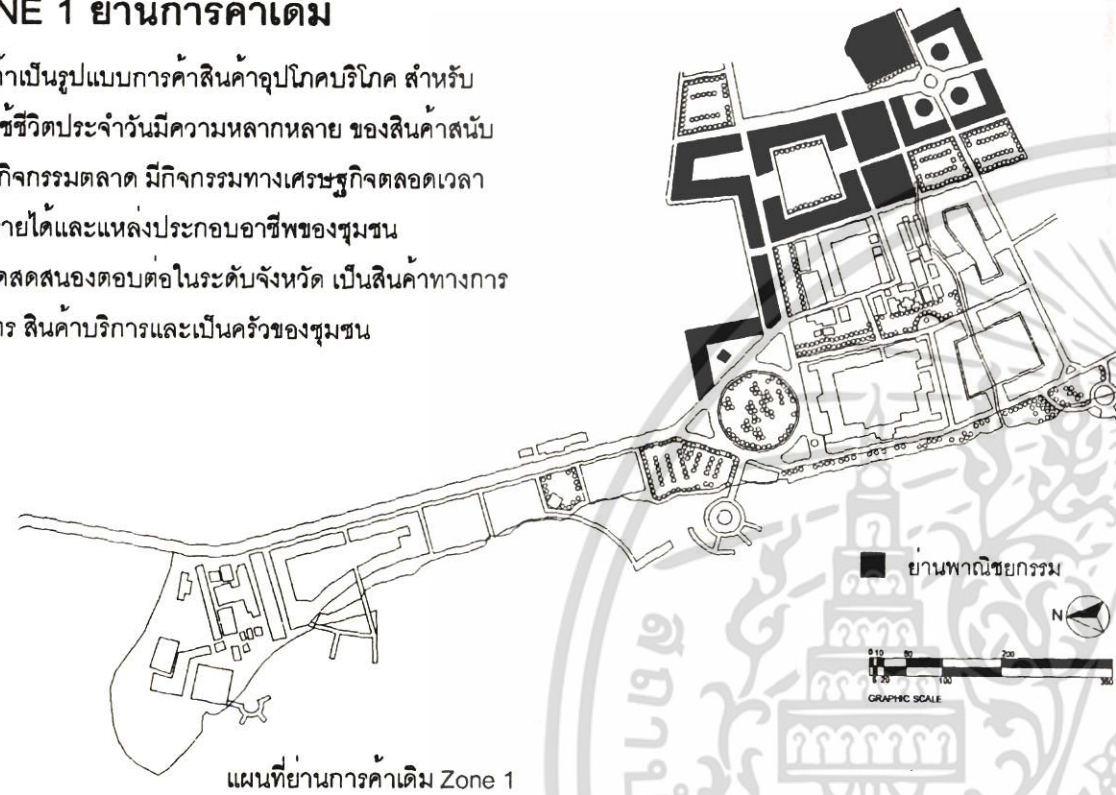 NE 1 ย่านการค้าเดิม
้าเป็นรูปแบบการค้าสินค้าอุปโภคบริโภค สำหรับ
ช้ชีวิตประจำวันมีความหลากหลาย ของสินค้าสนับ
กิจกรรมตลาด มีกิจกรรมทางเศรษฐกิจตลอดเวลา
ายได้และแหล่งประกอบอาชีพของชุมชน
ดสดสนองตอบต่อในระดับจังหวัด เป็นสินค้าทางการ
ตร สินค้าบริการและเป็นครัวของชุมชน
ย่านพาณิชยกรรม
N
0 10 50 200
5 20 100 350
GRAPHIC SCALE
แผนที่ย่านการค้าเดิม Zone 1